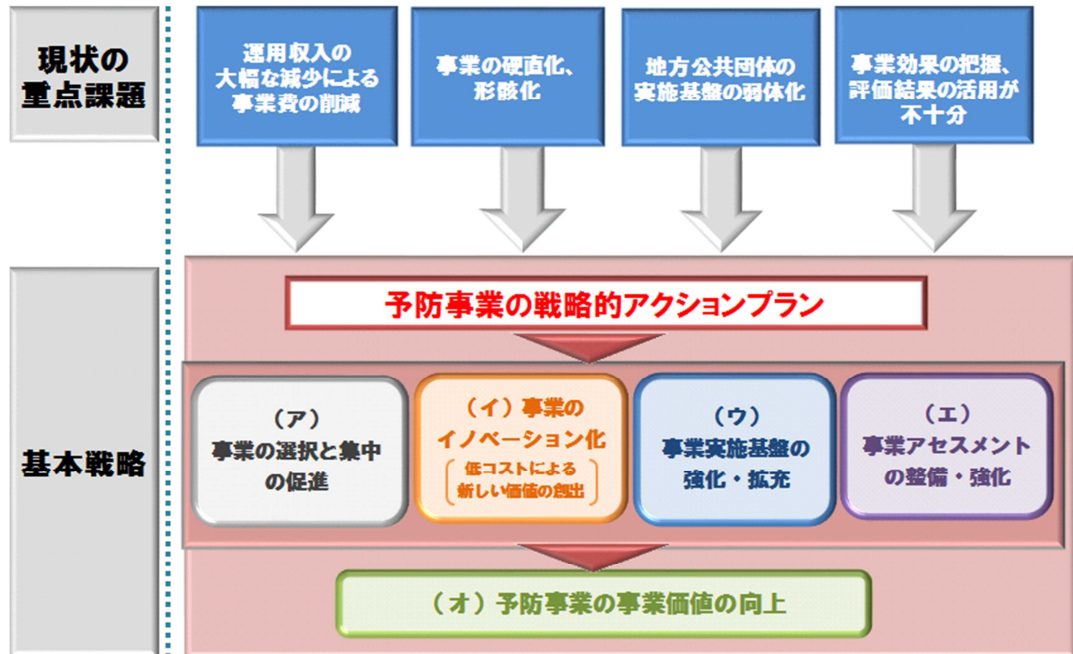 現状の
重点課題
運用収入の
大幅な減少による
事業費の削減
事業の硬直化、
形骸化
地方公共団体の
実施基盤の弱体化
事業効果の把握、
評価結果の活用が
不十分
基本戦略
予防事業の戦略的アクションプラン
（ア）
事業の選択と集中
の促進
（イ）事業の
イノベーション化
低コストによる
新しい価値の創出
（ウ）
事業実施基盤の
強化・拡充
（エ）
事業アセスメント
の整備・強化
（オ）予防事業の事業価値の向上